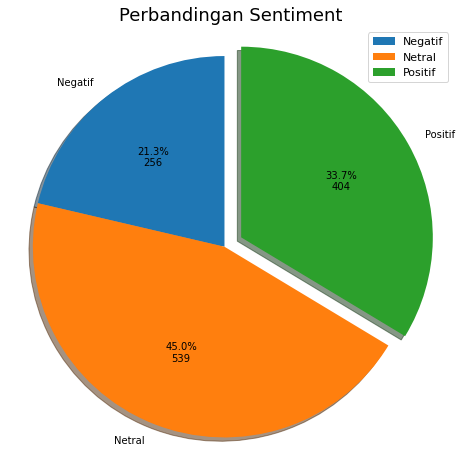 Perbandingan Sentiment
Negatif
Netral
Positif
Negatif
21.3%
256
Positif
33.7%
404
45.0%
539
Netral